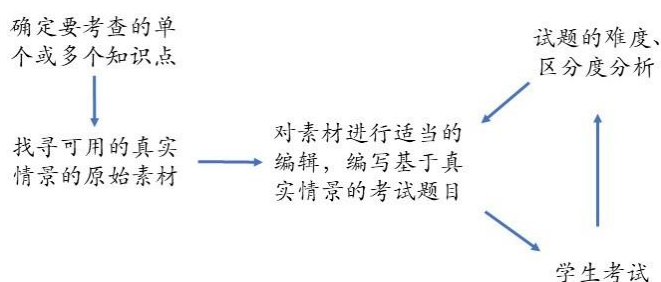 确定要考查的单
个或多个知识点
找寻可用的真实
情景的原始素材
对素材进行适当的
编辑，编写基于真
实情景的考试题目
试题的难度、
区分度分析
学生考试